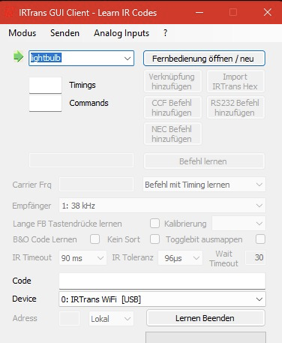 IRTrans GUI Client - Learn IR Codes
Modus Senden Analog Inputs ?
lightbulb
Fernbedienung öffnen / neu
Timings
Commands
Verknüpfung hinzufügen
Import IRTrans Hex
CCF Befehl hinzufügen
RS232 Befehl hinzufügen
NEC Befehl hinzufügen
Befehl lernen
Carrier Frq
Befehl mit Timing lernen
Empfänger 1: 38 kHz
Lange FB Tastendrücke lernen Kalibrierung
B&O Code Lernen Kein Sort Togglebit ausmappen
IR Timeout 90 ms IR Toleranz 96µs Wait Timeout 30
Code
Device 0: IRTrans WiFi [USB]
Adress Lokal Lernen Beenden